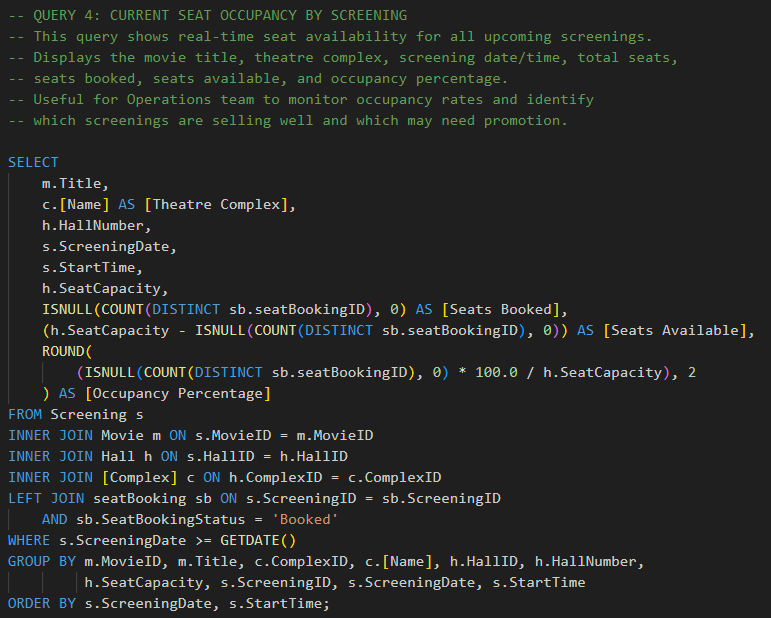 -- QUERY 4: CURRENT SEAT OCCUPANCY BY SCREENING
-- This query shows real-time seat availability for all upcoming screenings.
-- Displays the movie title, theatre complex, screening date/time, total seats,
-- seats booked, seats available, and occupancy percentage.
-- Useful for Operations team to monitor occupancy rates and identify
-- which screenings are selling well and which may need promotion.

SELECT
    m.Title,
    c.[Name] AS [Theatre Complex],
    h.HallNumber,
    s.ScreeningDate,
    s.StartTime,
    h.SeatCapacity,
    ISNULL(COUNT(DISTINCT sb.seatBookingID), 0) AS [Seats Booked],
    (h.SeatCapacity - ISNULL(COUNT(DISTINCT sb.seatBookingID), 0)) AS [Seats Available],
    ROUND(
        (ISNULL(COUNT(DISTINCT sb.seatBookingID), 0) * 100.0 / h.SeatCapacity), 2
    ) AS [Occupancy Percentage]
FROM Screening s
INNER JOIN Movie m ON s.MovieID = m.MovieID
INNER JOIN Hall h ON s.HallID = h.HallID
INNER JOIN [Complex] c ON h.ComplexID = c.ComplexID
LEFT JOIN seatBooking sb ON s.ScreeningID = sb.ScreeningID
    AND sb.SeatBookingStatus = 'Booked'
WHERE s.ScreeningDate >= GETDATE()
GROUP BY m.MovieID, m.Title, c.ComplexID, c.[Name], h.HallID, h.HallNumber,
         h.SeatCapacity, s.ScreeningID, s.ScreeningDate, s.StartTime
ORDER BY s.ScreeningDate, s.StartTime;